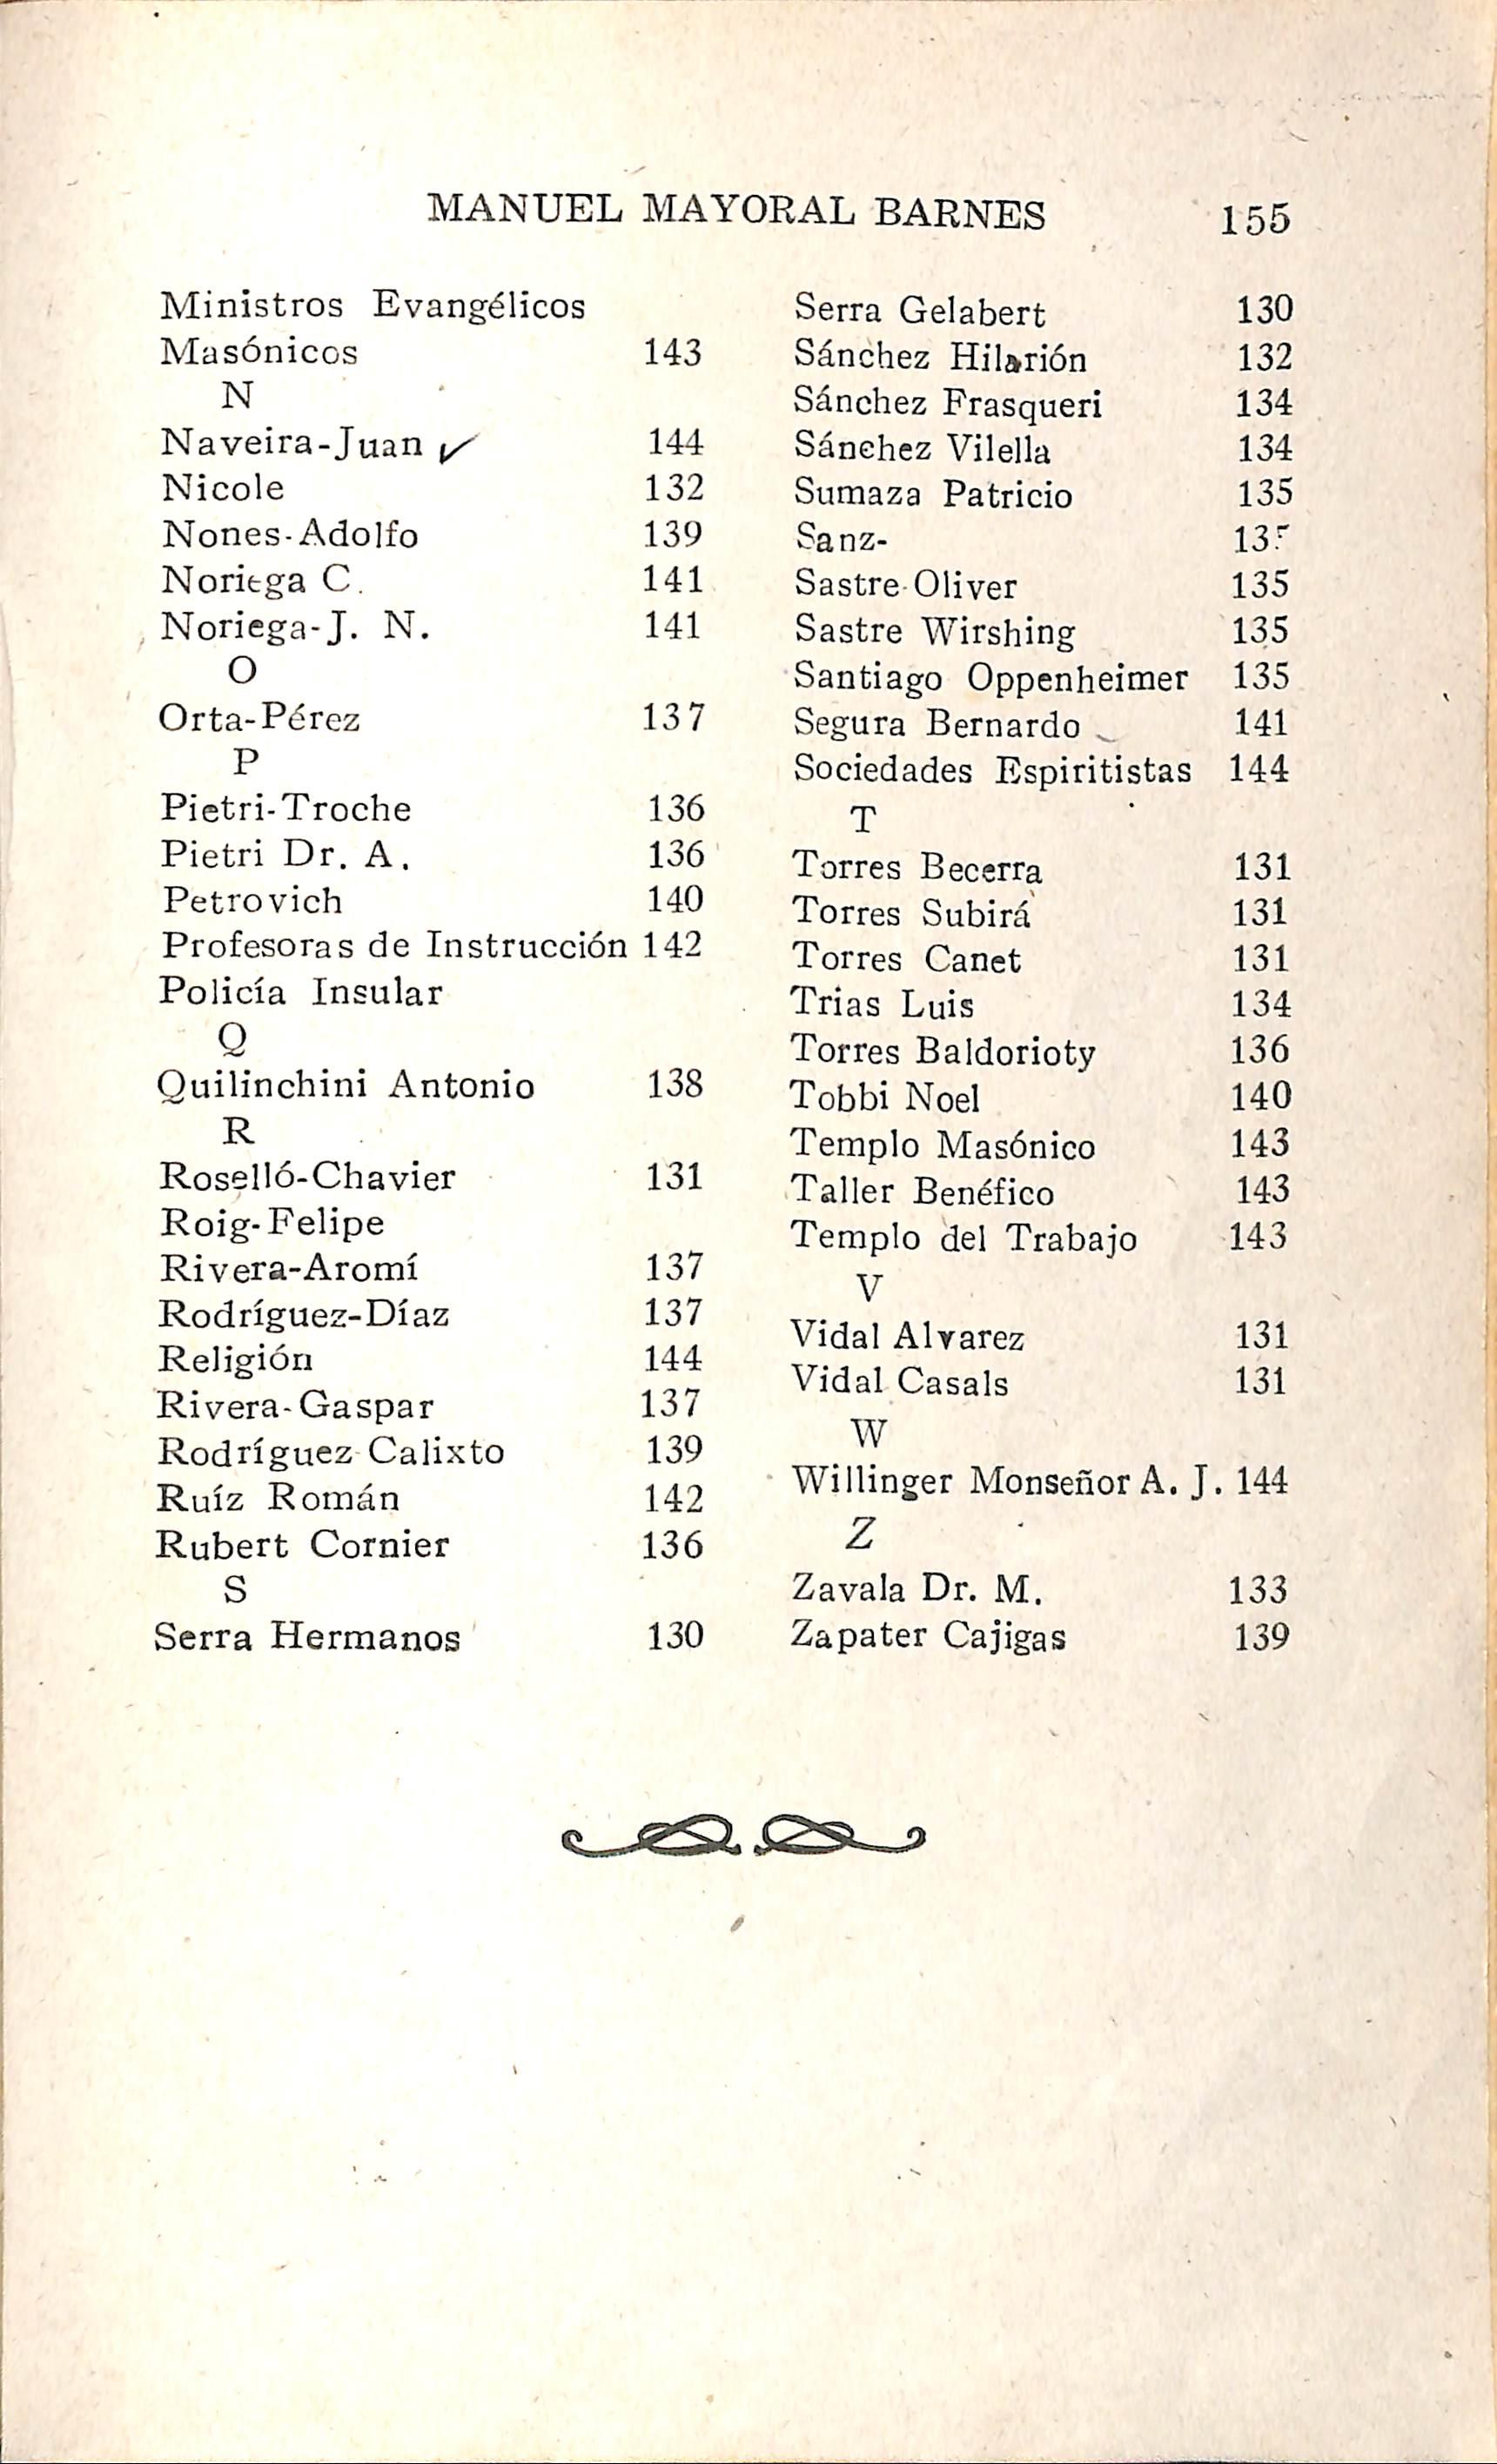 MANUEL MAYORAL BARNES 155
Ministros Evangélicos
Masónicos 143
N
Naveira-Juan ✓ 144
Nicole 132
Nones-Adolfo 139
Noriega C. 141
Noriega-J. N. 141
O
Orta-Pérez 137
P
Pietri-Troche 136
Pietri Dr. A. 136
Petrovich 140
Profesoras de Instrucción 142
Policía Insular
Q
Quilinchini Antonio 138
R
Roselló-Chavier 131
Roig-Felipe
Rivera-Aromí 137
Rodríguez-Díaz 137
Religión 144
Rivera-Gaspar 137
Rodríguez Calixto 139
Ruíz Román 142
Rubert Cornier 136
S
Serra Hermanos 130
Serra Gelabert 130
Sánchez Hilarión 132
Sánchez Frasqueri 134
Sánchez Vilella 134
Sumaza Patricio 135
Sanz-
Sastre-Oliver 135
Sastre Wirshing 135
Santiago Oppenheimer 135
Segura Bernardo 141
Sociedades Espiritistas 144
T
Torres Becerra 131
Torres Subirá 131
Torres Canet 131
Trias Luis 134
Torres Baldorioty 136
Tobbi Noel 140
Templo Masónico 143
Taller Benéfico 143
Templo del Trabajo 143
V
Vidal Alvarez 131
Vidal Casals 131
W
Willinger Monseñor A. J. 144
Z
Zavala Dr. M. 133
Zapater Cajigas 139